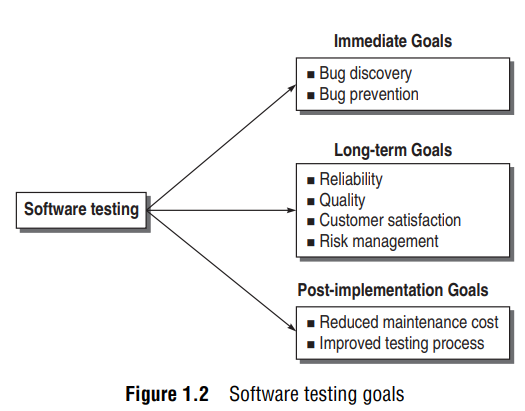 Immediate Goals
▪ Bug discovery
▪ Bug prevention
Long-term Goals
▪ Reliability
▪ Quality
▪ Customer satisfaction
▪ Risk management
Software testing
Post-implementation Goals
▪ Reduced maintenance cost
▪ Improved testing process
Figure 1.2 Software testing goals